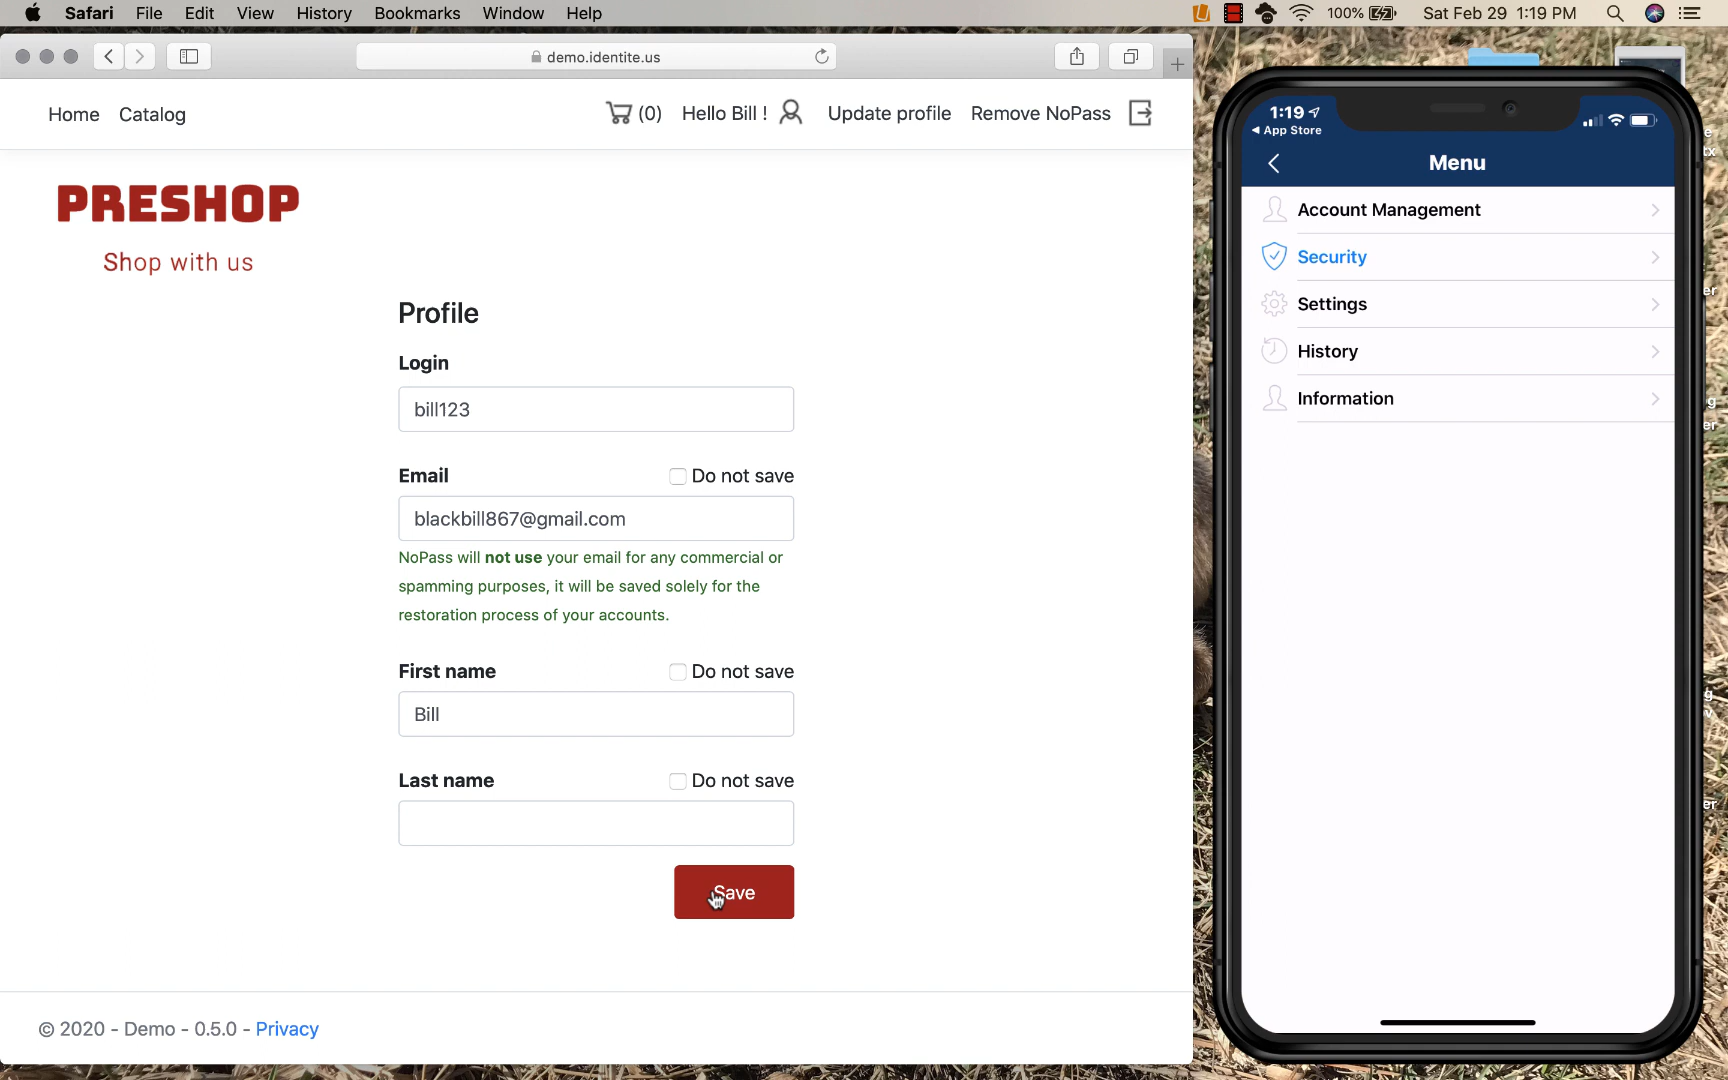 Safari File Edit View History Bookmarks Window Help 100% Sat Feb 29 1:19 PM
demo.identite.us
Home Catalog (0) Hello Bill ! Update profile Remove NoPass
PRESHOP
Shop with us
Profile
Login
bill123
Email Do not save
blackbill867@gmail.com
NoPass will not use your email for any commercial or
spamming purposes, it will be saved solely for the
restoration process of your accounts.
First name Do not save
Bill
Last name Do not save
Save
© 2020 - Demo - 0.5.0 - Privacy
1:19
App Store
Menu
Account Management
Security
Settings
History
Information